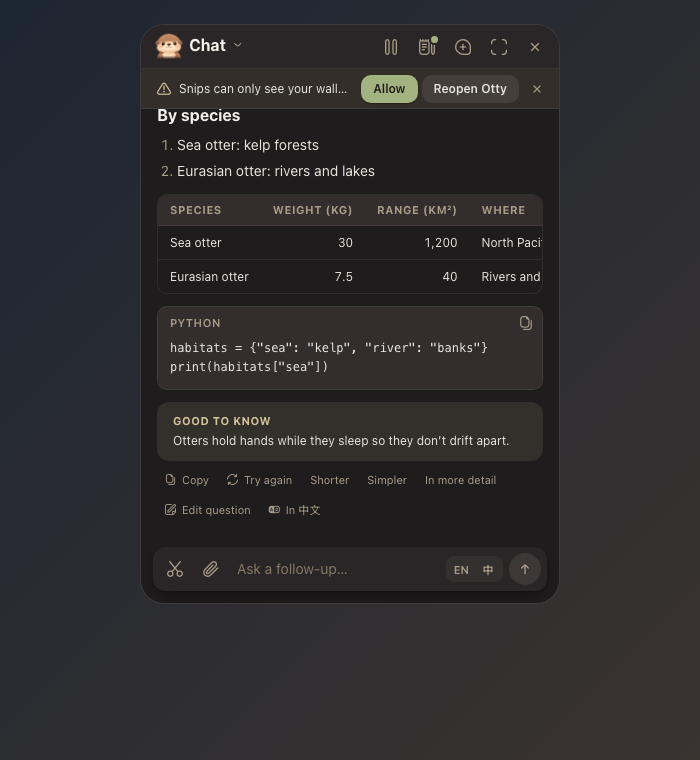 Chat
Snips can only see your wall...
Allow
Reopen Otty
By species
1. Sea otter: kelp forests
2. Eurasian otter: rivers and lakes
SPECIES WEIGHT (KG) RANGE (KM²) WHERE
Sea otter 30 1,200 North Pacif
Eurasian otter 7.5 40 Rivers and
PYTHON
habitats = {"sea": "kelp", "river": "banks"}
print(habitats["sea"])
GOOD TO KNOW
Otters hold hands while they sleep so they don’t drift apart.
Copy Try again Shorter Simpler In more detail
Edit question In 中文
Ask a follow-up... EN 中